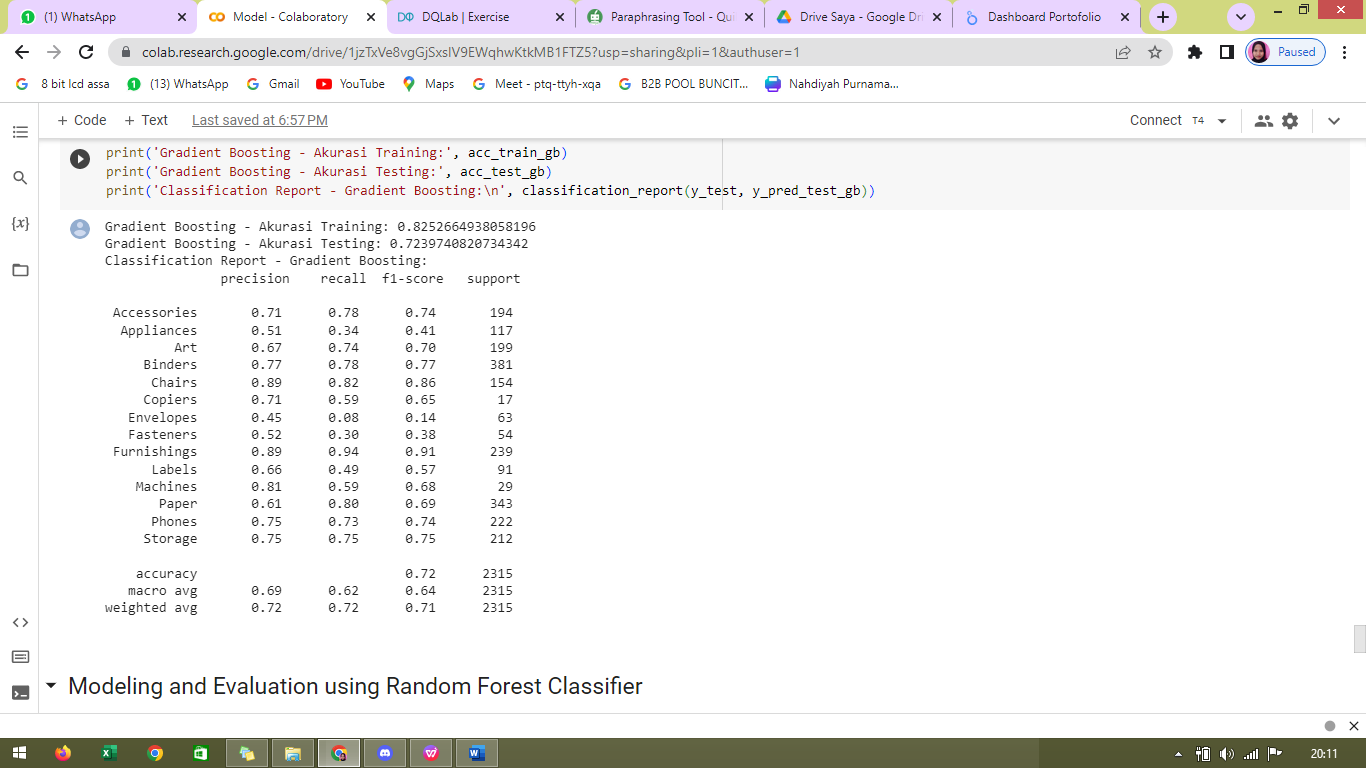 (1) WhatsApp
Model - Colaboratory
DQLab | Exercise
Paraphrasing Tool - Qui
Drive Saya - Google Dri
Dashboard Portofolio
colab.research.google.com/drive/1jzTxVe8vgGjSxsIV9EWqhwKtkMB1FTZ5?usp=sharing&pli=1&authuser=1
Paused
8 bit lcd assa
(13) WhatsApp
Gmail
YouTube
Maps
Meet - ptq-ttyh-xqa
B2B POOL BUNCIT...
Nahdiyah Purnama...
+ Code + Text Last saved at 6:57 PM
Connect T4
print('Gradient Boosting - Akurasi Training:', acc_train_gb)
print('Gradient Boosting - Akurasi Testing:', acc_test_gb)
print('Classification Report - Gradient Boosting:\n', classification_report(y_test, y_pred_test_gb))
Gradient Boosting - Akurasi Training: 0.8252664938058196
Gradient Boosting - Akurasi Testing: 0.7239740820734342
Classification Report - Gradient Boosting:
precision recall f1-score support
Accessories 0.71 0.78 0.74 194
Appliances 0.51 0.34 0.41 117
Art 0.67 0.74 0.70 199
Binders 0.77 0.78 0.77 381
Chairs 0.89 0.82 0.86 154
Copiers 0.71 0.59 0.65 17
Envelopes 0.45 0.08 0.14 63
Fasteners 0.52 0.30 0.38 54
Furnishings 0.89 0.94 0.91 239
Labels 0.66 0.49 0.57 91
Machines 0.81 0.59 0.68 29
Paper 0.61 0.80 0.69 343
Phones 0.75 0.73 0.74 222
Storage 0.75 0.75 0.75 212
accuracy 0.72 2315
macro avg 0.69 0.62 0.64 2315
weighted avg 0.72 0.72 0.71 2315
Modeling and Evaluation using Random Forest Classifier
20:11